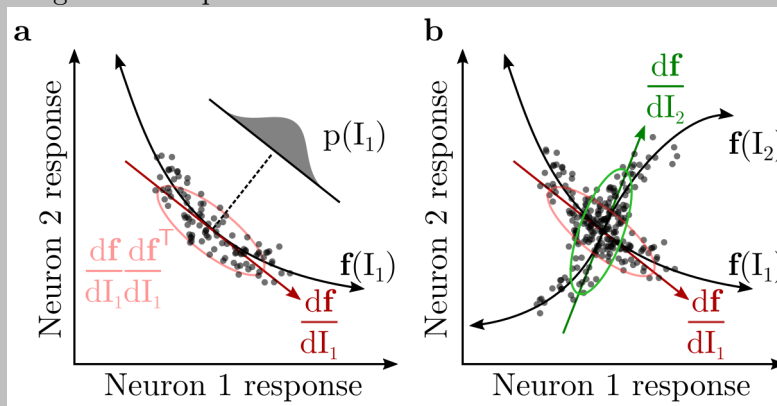 a
b
Neuron 2 response
p(I₁)
df/dI₁ df/dI₁ᵀ
f(I₁)
df/dI₁
Neuron 1 response
Neuron 2 response
df/dI₂
f(I₂)
f(I₁)
df/dI₁
Neuron 1 response